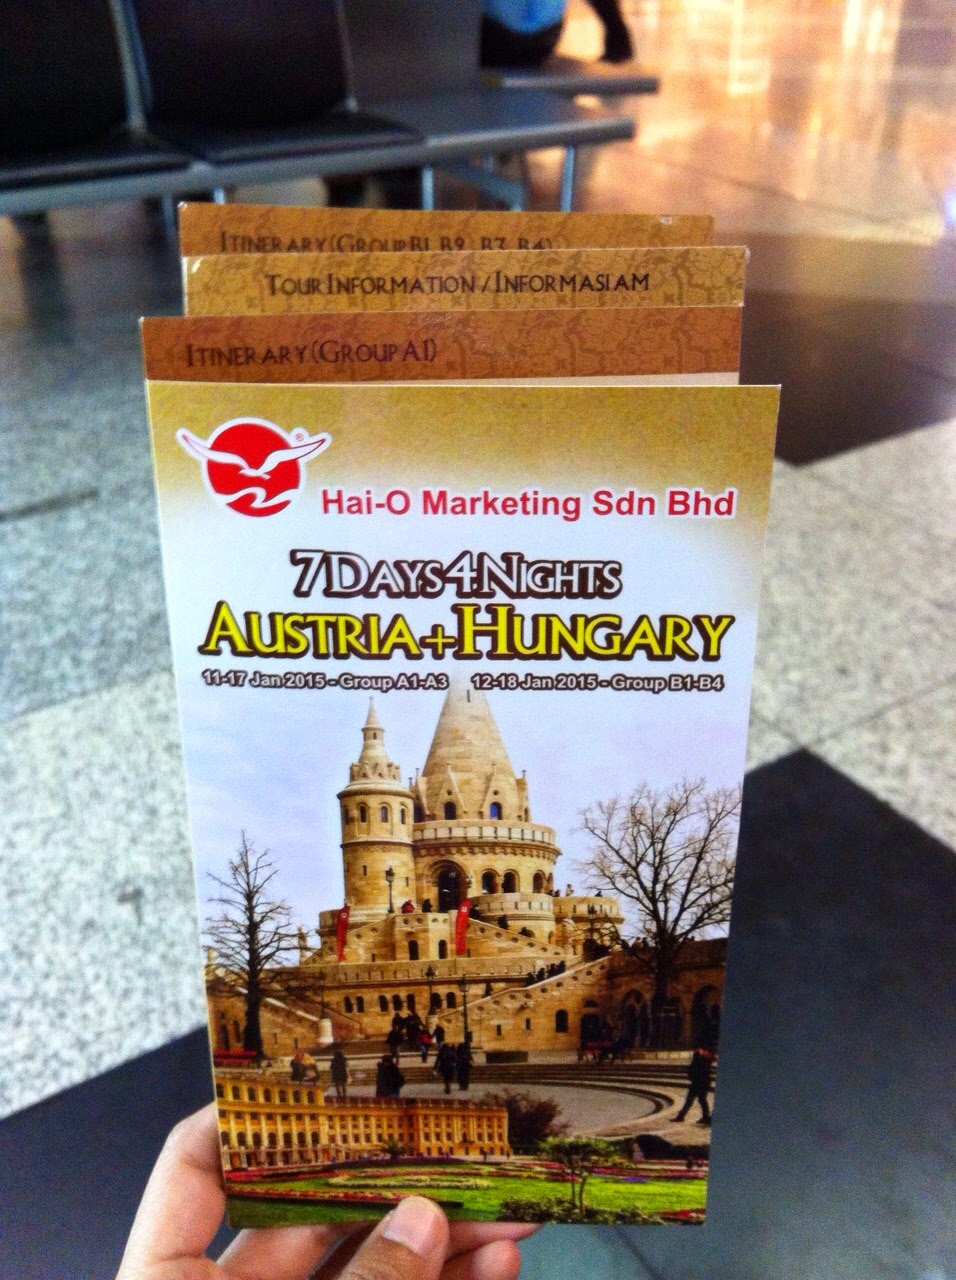 Itinerary(Group B1, B2, B3, B4)
Tour Information / Informasi am
Itinerary(Group A1)
®
Hai-O Marketing Sdn Bhd
7Days4Nights
Austria+Hungary
11-17 Jan 2015 - Group A1-A3 12-18 Jan 2015 - Group B1-B4